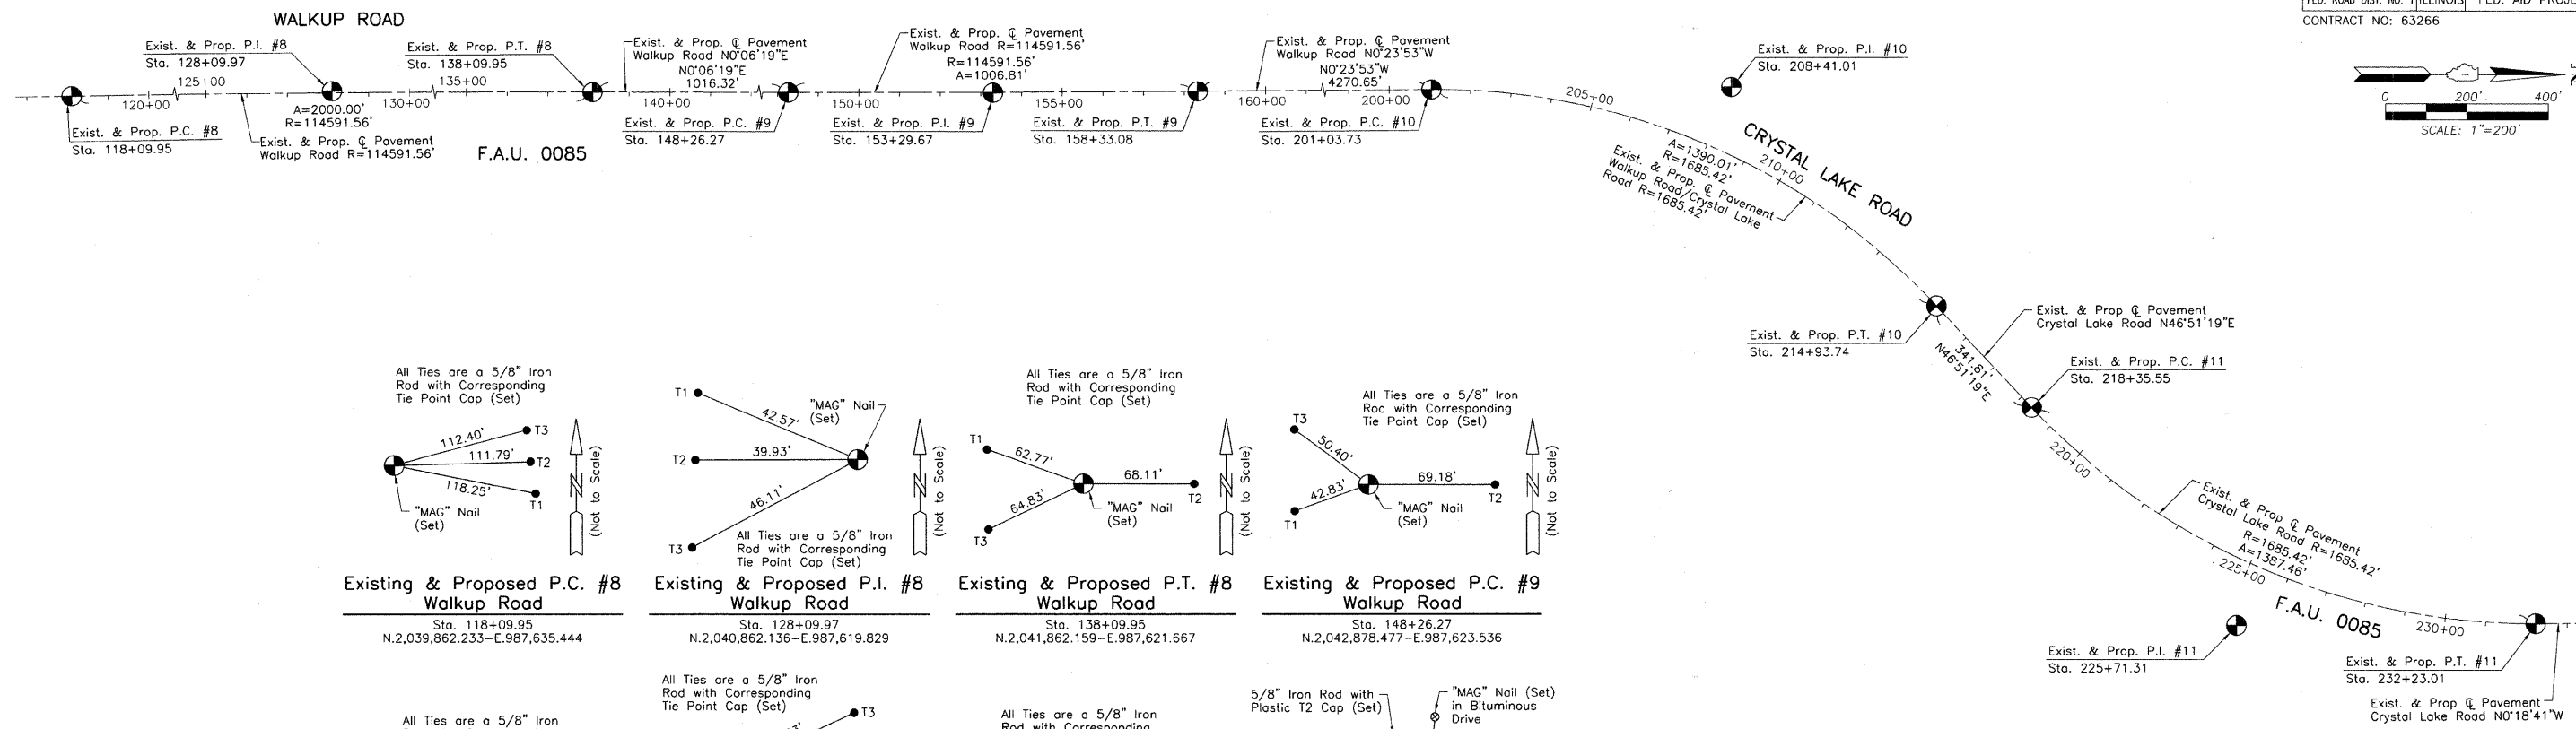 FED. ROAD DIST. NO. 1 ILLINOIS FED. AID PROJE
CONTRACT NO: 63266
0 200' 400'
SCALE: 1"=200'
WALKUP ROAD
Exist. & Prop. P.I. #8
Sta. 128+09.97
Exist. & Prop. P.T. #8
Sta. 138+09.95
Exist. & Prop. ℄ Pavement
Walkup Road N0°06'19"E
N0°06'19"E
1016.32'
Exist. & Prop. ℄ Pavement
Walkup Road R=114591.56'
R=114591.56'
A=1006.81'
Exist. & Prop. ℄ Pavement
Walkup Road N0°23'53"W
N0°23'53"W
4270.65'
Exist. & Prop. P.I. #10
Sta. 208+41.01
120+00
125+00
130+00
135+00
140+00
150+00
155+00
160+00
200+00
205+00
A=2000.00'
R=114591.56'
Exist. & Prop. P.C. #8
Sta. 118+09.95
Exist. & Prop. ℄ Pavement
Walkup Road R=114591.56'
F.A.U. 0085
Exist. & Prop. P.C. #9
Sta. 148+26.27
Exist. & Prop. P.I. #9
Sta. 153+29.67
Exist. & Prop. P.T. #9
Sta. 158+33.08
Exist. & Prop. P.C. #10
Sta. 201+03.73
CRYSTAL LAKE ROAD
210+00
A=1390.01'
R=1685.42'
Exist. & Prop. ℄ Pavement
Walkup Road/Crystal Lake
Road R=1685.42'
Exist. & Prop. P.T. #10
Sta. 214+93.74
Exist. & Prop ℄ Pavement
Crystal Lake Road N46°51'19"E
341.81'
N46°51'19"E
Exist. & Prop. P.C. #11
Sta. 218+35.55
220+00
Exist. & Prop ℄ Pavement
Crystal Lake Road R=1685.42'
R=1685.42'
A=1387.46'
225+00
F.A.U. 0085
230+00
Exist. & Prop. P.I. #11
Sta. 225+71.31
Exist. & Prop. P.T. #11
Sta. 232+23.01
Exist. & Prop ℄ Pavement
Crystal Lake Road N0°18'41"W
All Ties are a 5/8" Iron
Rod with Corresponding
Tie Point Cap (Set)
112.40'
T3
111.79'
T2
118.25'
T1
"MAG" Nail
(Set)
N
(Not to Scale)
Existing & Proposed P.C. #8
Walkup Road
Sta. 118+09.95
N.2,039,862.233-E.987,635.444
T1
42.57'
"MAG" Nail
(Set)
T2
39.93'
46.11'
T3
All Ties are a 5/8" Iron
Rod with Corresponding
Tie Point Cap (Set)
N
(Not to Scale)
Existing & Proposed P.I. #8
Walkup Road
Sta. 128+09.97
N.2,040,862.136-E.987,619.829
All Ties are a 5/8" Iron
Rod with Corresponding
Tie Point Cap (Set)
T1
62.77'
68.11'
T2
64.83'
T3
"MAG" Nail
(Set)
N
(Not to Scale)
Existing & Proposed P.T. #8
Walkup Road
Sta. 138+09.95
N.2,041,862.159-E.987,621.667
All Ties are a 5/8" Iron
Rod with Corresponding
Tie Point Cap (Set)
T3
50.40'
69.18'
T2
42.83'
T1
"MAG" Nail
(Set)
N
(Not to Scale)
Existing & Proposed P.C. #9
Walkup Road
Sta. 148+26.27
N.2,042,878.477-E.987,623.536
All Ties are a 5/8" Iron
All Ties are a 5/8" Iron
Rod with Corresponding
Tie Point Cap (Set)
T3
All Ties are a 5/8" Iron
Rod with Corresponding
5/8" Iron Rod with
Plastic T2 Cap (Set)
"MAG" Nail (Set)
in Bituminous
Drive